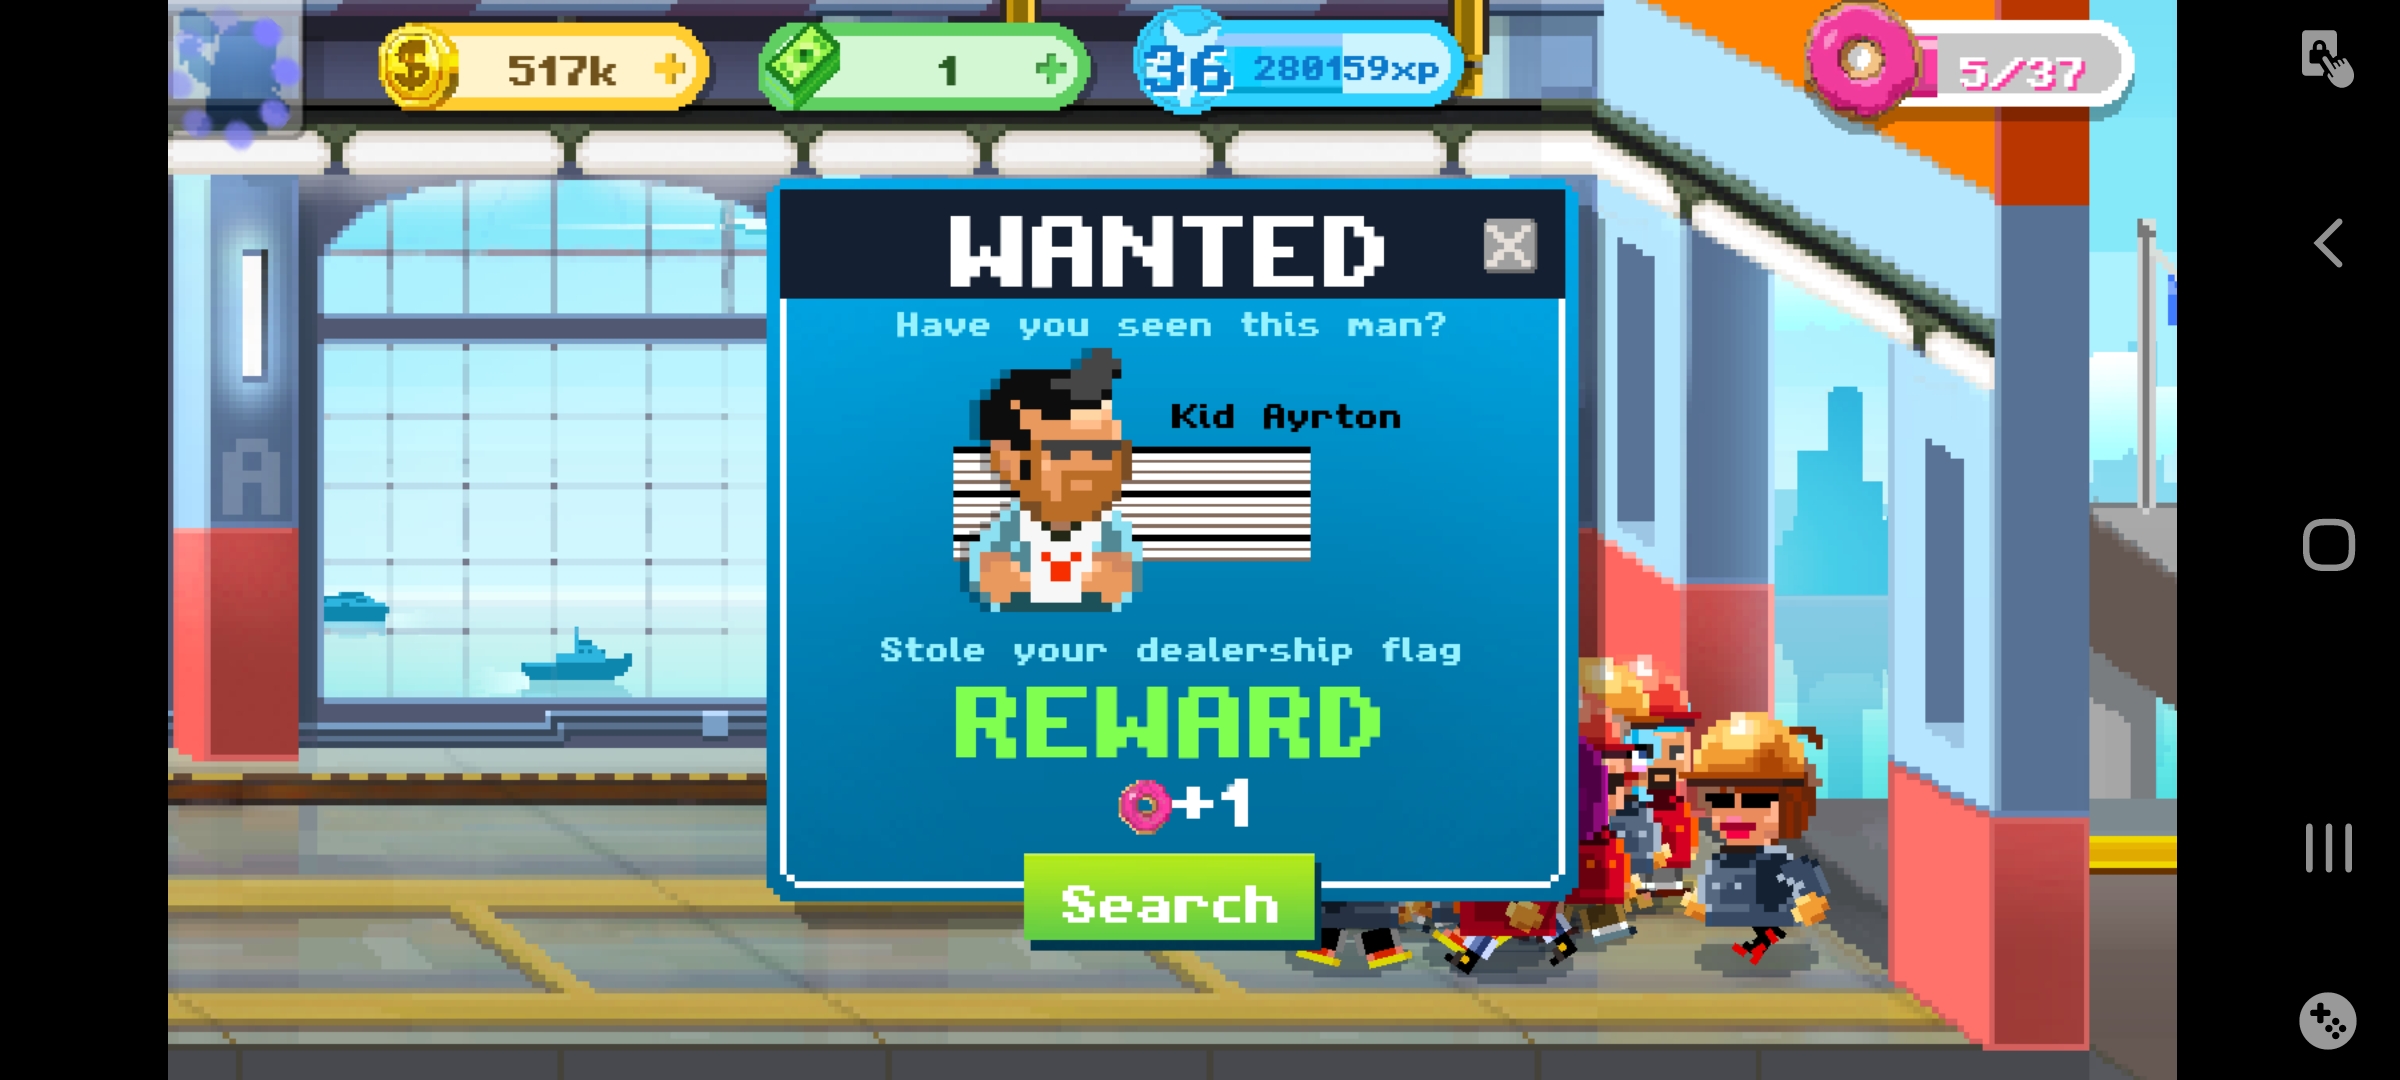 517k
1
36 280159xp
5/37
WANTED
Have you seen this man?
Kid Ayrton
A
Stole your dealership flag
REWARD
+1
Search